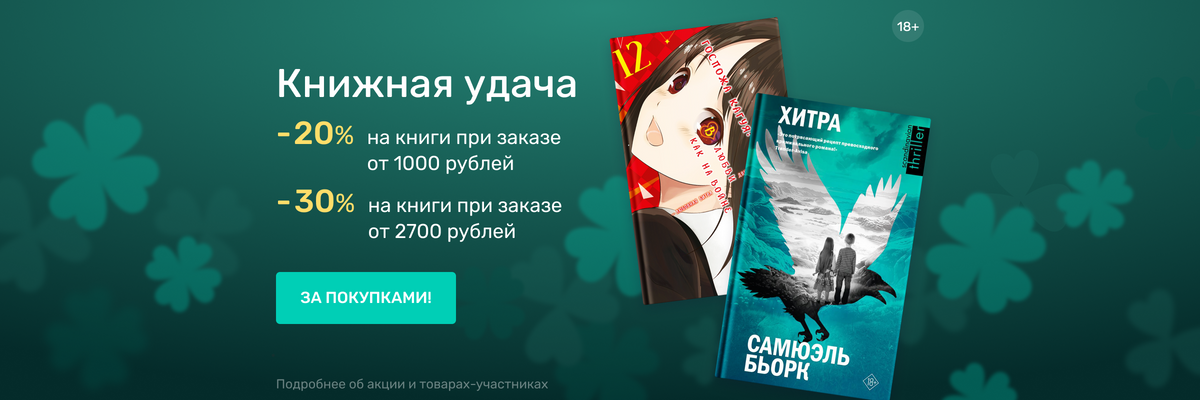 18+
Книжная удача
-20% на книги при заказе
от 1000 рублей
-30% на книги при заказе
от 2700 рублей
ЗА ПОКУПКАМИ!
Подробнее об акции и товарах-участниках
12
ГОСПОЖА КАГУЯ:
В ЛЮБВИ
КАК НА ВОЙНЕ
ХИТРА
thriller
САМЮЭЛЬ
БЬОРК
18+